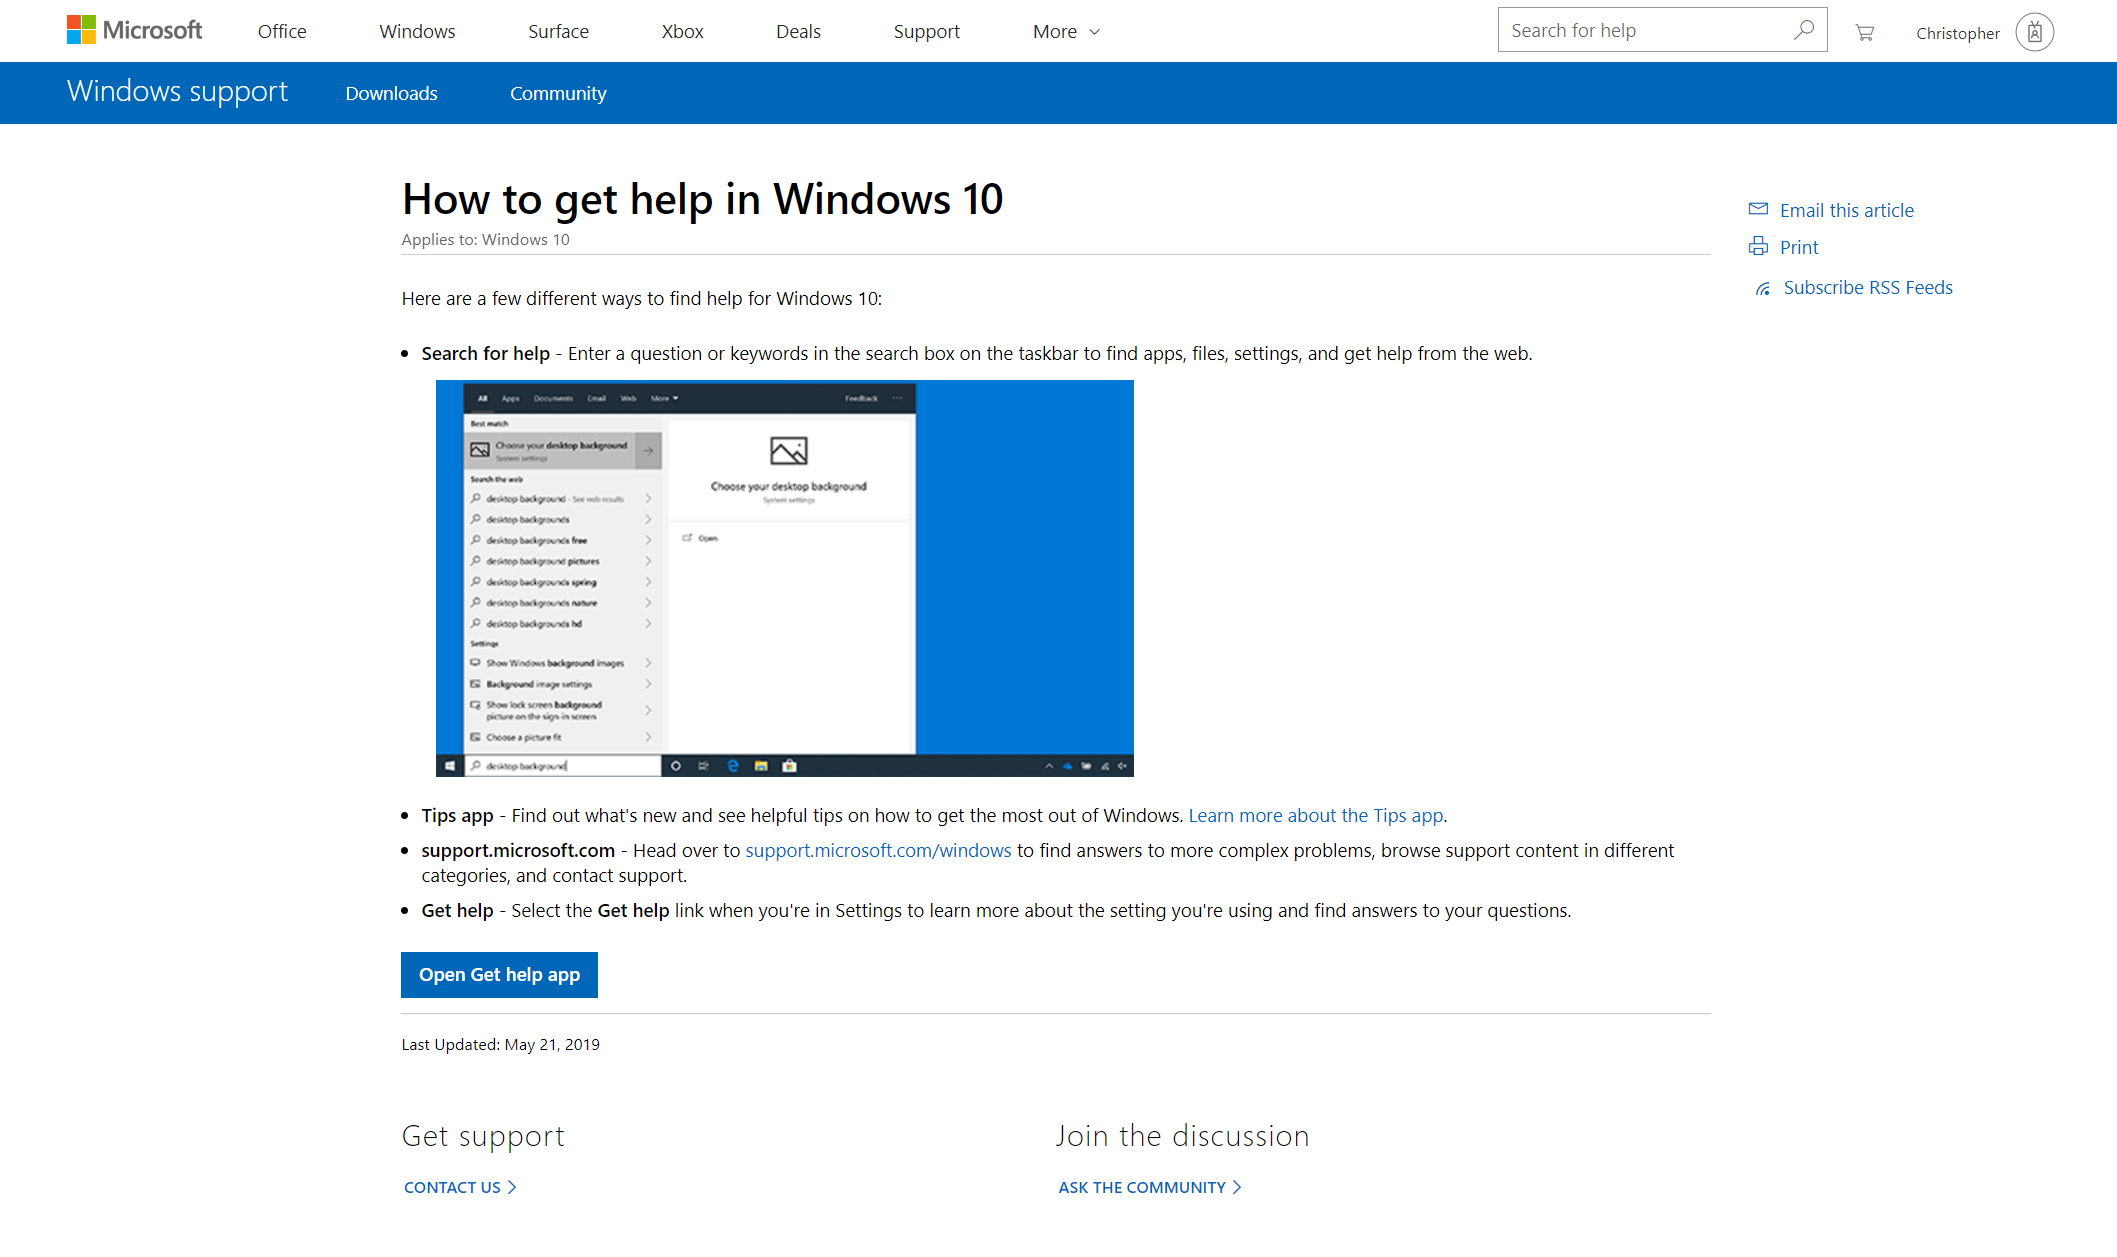 Microsoft Office Windows Surface Xbox Deals Support More Search for help Christopher
Windows support Downloads Community
How to get help in Windows 10
Applies to: Windows 10
Email this article
Print
Subscribe RSS Feeds
Here are a few different ways to find help for Windows 10:
• Search for help - Enter a question or keywords in the search box on the taskbar to find apps, files, settings, and get help from the web.
All Apps Documents Email Web More Feedback ...
Best match
Choose your desktop background
System settings
Search the web
desktop background - See web results
desktop backgrounds
desktop backgrounds free
desktop background pictures
desktop backgrounds spring
desktop backgrounds nature
desktop backgrounds hd
Settings
Show Windows background images
Background image settings
Show lock screen background
picture on the sign-in screen
Choose a picture fit
Choose your desktop background
System settings
Open
desktop background
• Tips app - Find out what's new and see helpful tips on how to get the most out of Windows. Learn more about the Tips app.
• support.microsoft.com - Head over to support.microsoft.com/windows to find answers to more complex problems, browse support content in different
categories, and contact support.
• Get help - Select the Get help link when you're in Settings to learn more about the setting you're using and find answers to your questions.
Open Get help app
Last Updated: May 21, 2019
Get support
CONTACT US
Join the discussion
ASK THE COMMUNITY